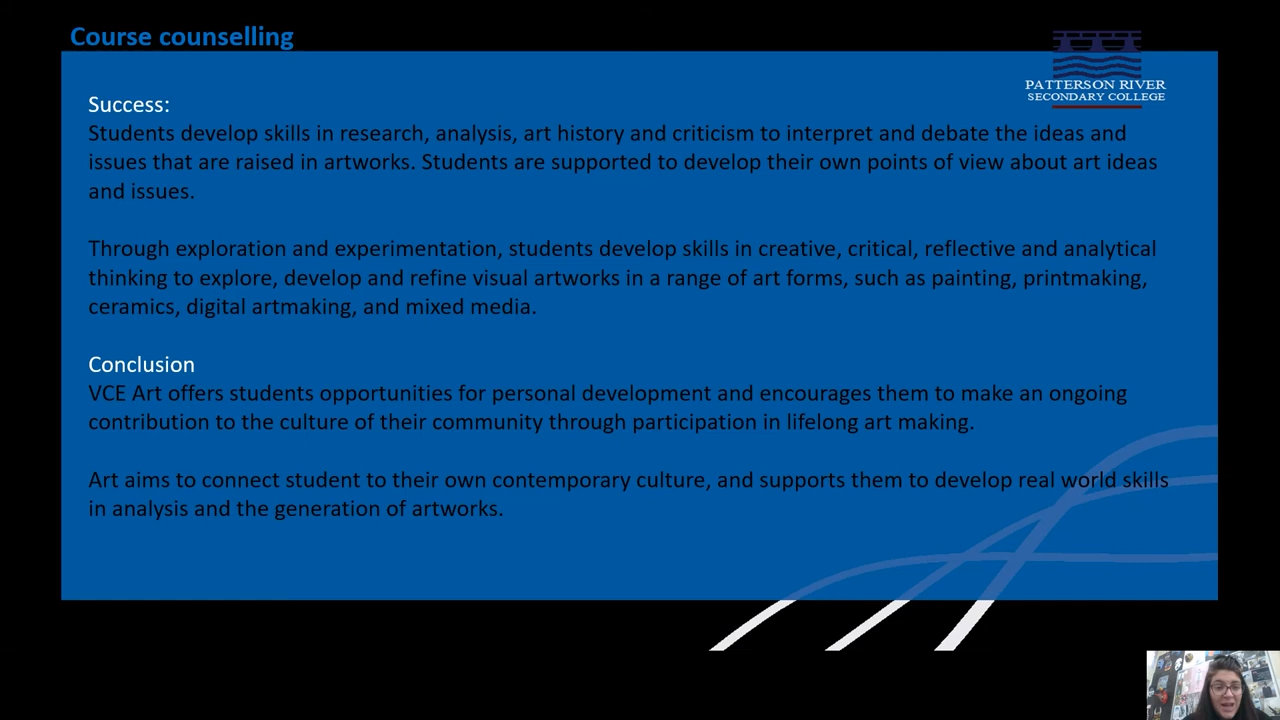 Course counselling
PATTERSON RIVER
SECONDARY COLLEGE
Success:
Students develop skills in research, analysis, art history and criticism to interpret and debate the ideas and
issues that are raised in artworks. Students are supported to develop their own points of view about art ideas
and issues.
Through exploration and experimentation, students develop skills in creative, critical, reflective and analytical
thinking to explore, develop and refine visual artworks in a range of art forms, such as painting, printmaking,
ceramics, digital artmaking, and mixed media.
Conclusion
VCE Art offers students opportunities for personal development and encourages them to make an ongoing
contribution to the culture of their community through participation in lifelong art making.
Art aims to connect student to their own contemporary culture, and supports them to develop real world skills
in analysis and the generation of artworks.